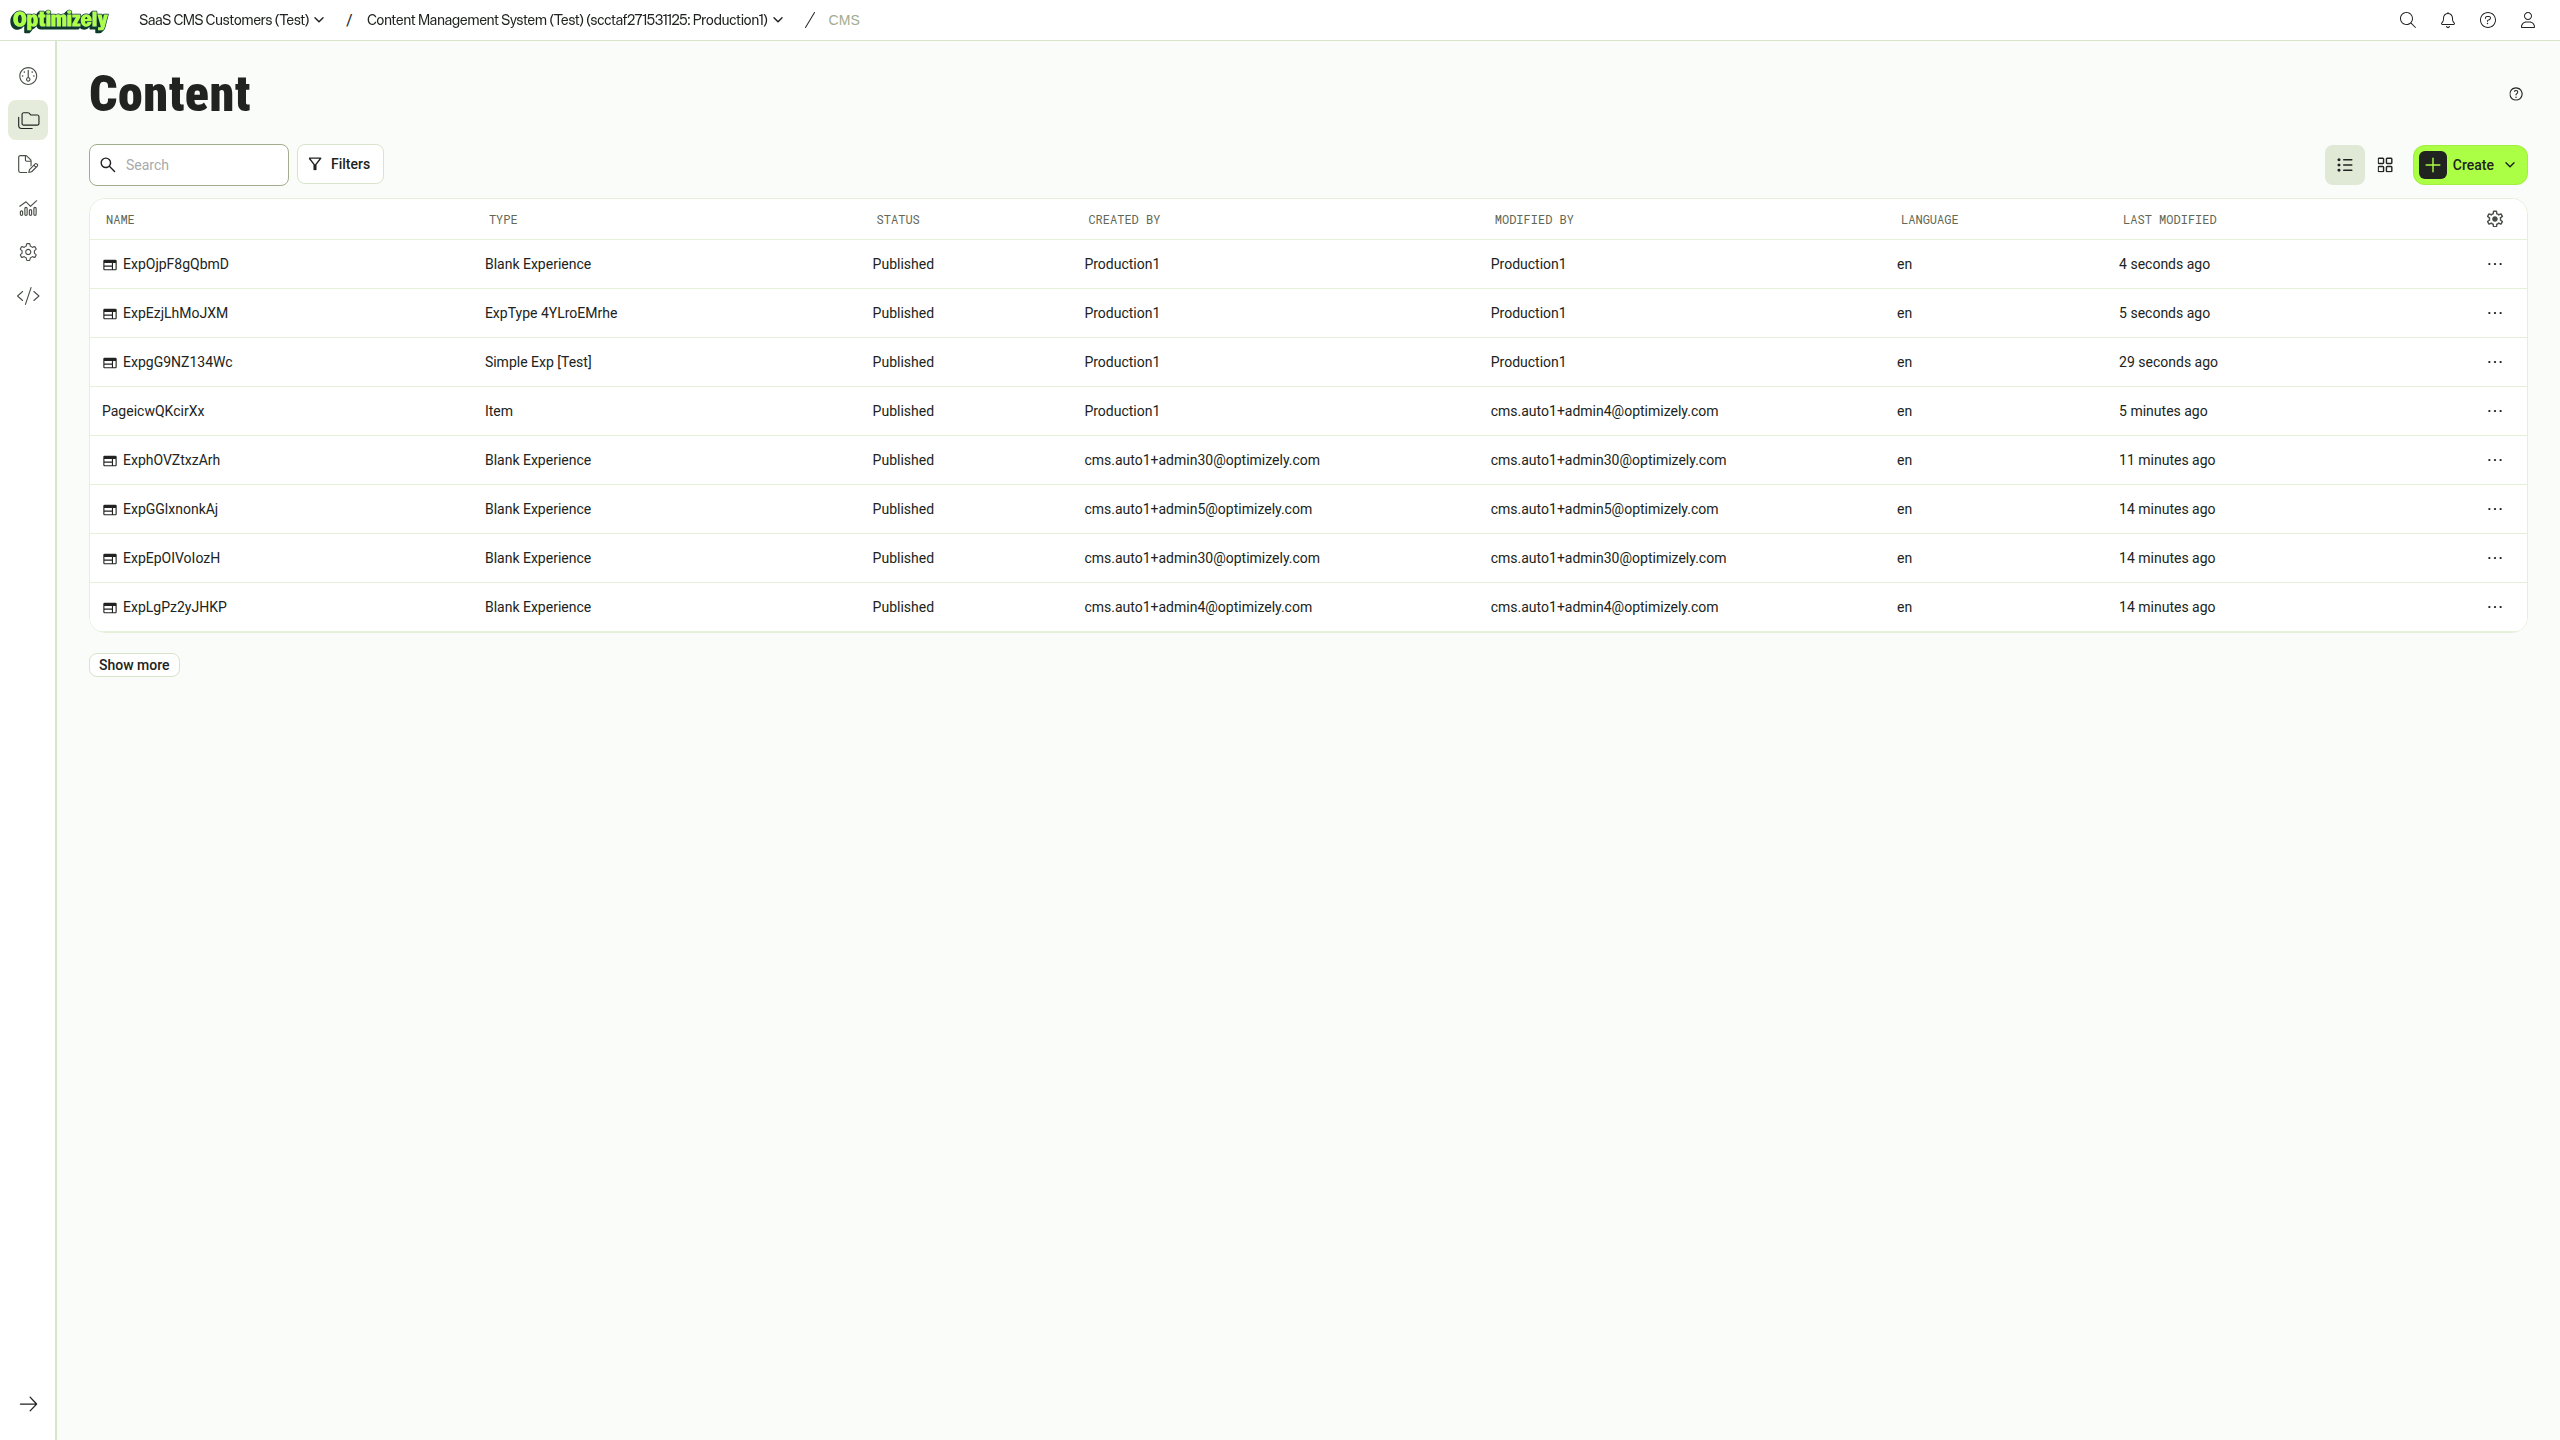 Optimizely SaaS CMS Customers (Test) / Content Management System (Test) (scctaf271531125: Production1) / CMS
Content
Search Filters Create
NAME TYPE STATUS CREATED BY MODIFIED BY LANGUAGE LAST MODIFIED
ExpOjpF8gQbmD Blank Experience Published Production1 Production1 en 4 seconds ago
ExpEzjLhMoJXM ExpType 4YLroEMrhe Published Production1 Production1 en 5 seconds ago
ExpgG9NZ134Wc Simple Exp [Test] Published Production1 Production1 en 29 seconds ago
PageicwQKcirXx Item Published Production1 cms.auto1+admin4@optimizely.com en 5 minutes ago
ExphOVZtxzArh Blank Experience Published cms.auto1+admin30@optimizely.com cms.auto1+admin30@optimizely.com en 11 minutes ago
ExpGGlxnonkAj Blank Experience Published cms.auto1+admin5@optimizely.com cms.auto1+admin5@optimizely.com en 14 minutes ago
ExpEpOIVoIozH Blank Experience Published cms.auto1+admin30@optimizely.com cms.auto1+admin30@optimizely.com en 14 minutes ago
ExpLgPz2yJHKP Blank Experience Published cms.auto1+admin4@optimizely.com cms.auto1+admin4@optimizely.com en 14 minutes ago
Show more